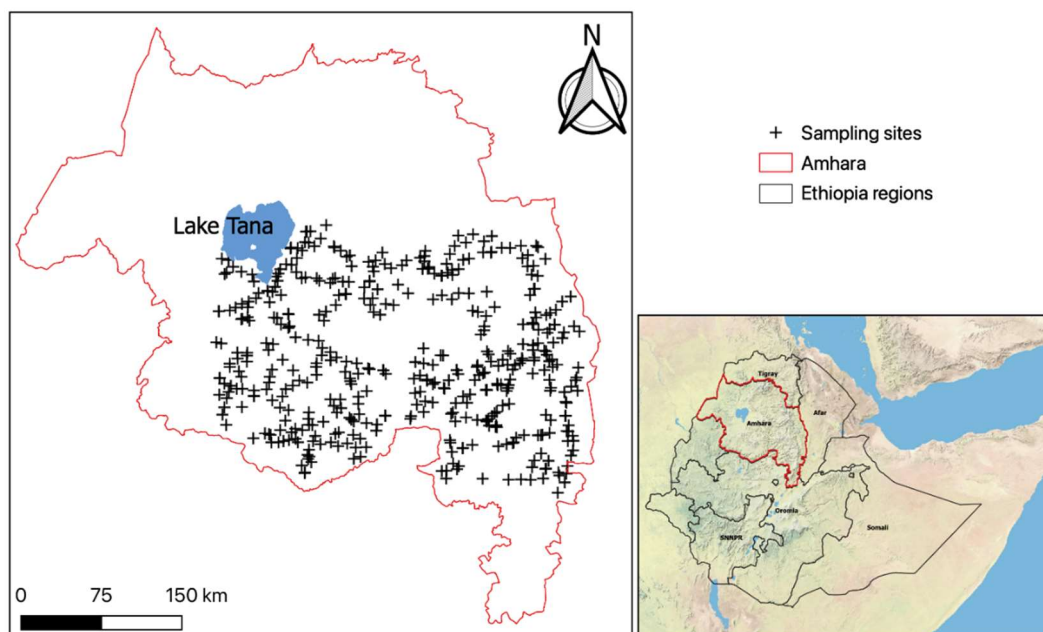 N
Lake Tana
0 75 150 km
Sampling sites
Amhara
Ethiopia regions
Tigray
Afar
Amhara
Oromia
Somali
SNNPR